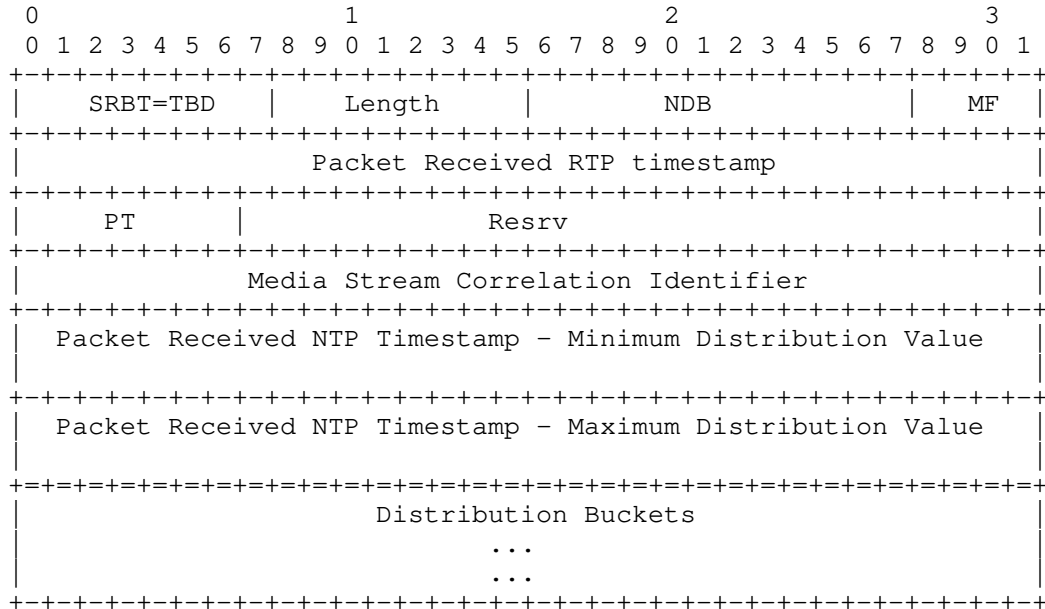 0                   1                   2                   3
 0 1 2 3 4 5 6 7 8 9 0 1 2 3 4 5 6 7 8 9 0 1 2 3 4 5 6 7 8 9 0 1
+-+-+-+-+-+-+-+-+-+-+-+-+-+-+-+-+-+-+-+-+-+-+-+-+-+-+-+-+-+-+-+-+
|    SRBT=TBD   |    Length     |          NDB          |   MF  |
+-+-+-+-+-+-+-+-+-+-+-+-+-+-+-+-+-+-+-+-+-+-+-+-+-+-+-+-+-+-+-+-+
|                  Packet Received RTP timestamp                |
+-+-+-+-+-+-+-+-+-+-+-+-+-+-+-+-+-+-+-+-+-+-+-+-+-+-+-+-+-+-+-+-+
|     PT      |               Resrv                             |
+-+-+-+-+-+-+-+-+-+-+-+-+-+-+-+-+-+-+-+-+-+-+-+-+-+-+-+-+-+-+-+-+
|              Media Stream Correlation Identifier              |
+-+-+-+-+-+-+-+-+-+-+-+-+-+-+-+-+-+-+-+-+-+-+-+-+-+-+-+-+-+-+-+-+
|  Packet Received NTP Timestamp - Minimum Distribution Value   |
|                                                               |
+-+-+-+-+-+-+-+-+-+-+-+-+-+-+-+-+-+-+-+-+-+-+-+-+-+-+-+-+-+-+-+-+
|  Packet Received NTP Timestamp - Maximum Distribution Value   |
|                                                               |
+=+=+=+=+=+=+=+=+=+=+=+=+=+=+=+=+=+=+=+=+=+=+=+=+=+=+=+=+=+=+=+=+
|                      Distribution Buckets                     |
|                             ...                               |
|                             ...                               |
+-+-+-+-+-+-+-+-+-+-+-+-+-+-+-+-+-+-+-+-+-+-+-+-+-+-+-+-+-+-+-+-+